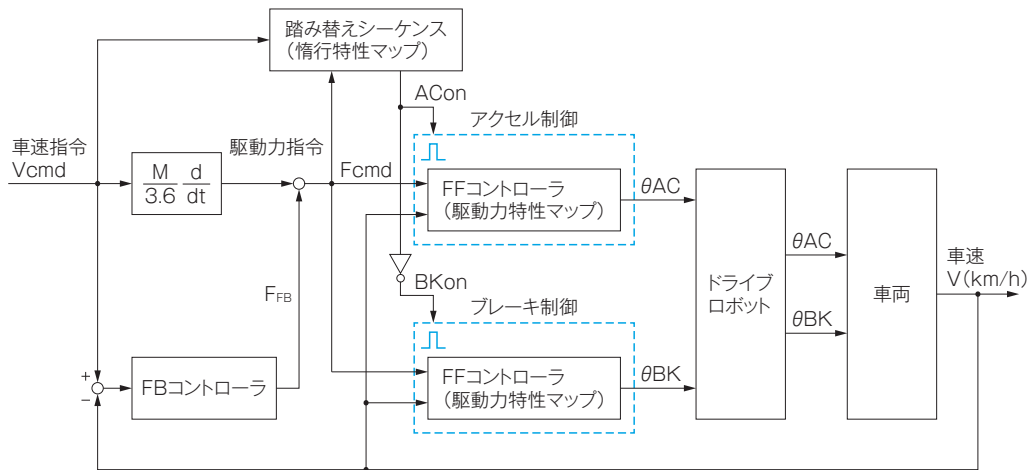 踏み替えシーケンス
(惰行特性マップ)
ACon
アクセル制御
車速指令
Vcmd
駆動力指令
M
3.6
d
dt
Fcmd
FFコントローラ
(駆動力特性マップ)
θAC
BKon
FFB
ブレーキ制御
ドライブ
ロボット
θAC
θBK
車両
車速
V(km/h)
+
−
FBコントローラ
FFコントローラ
(駆動力特性マップ)
θBK